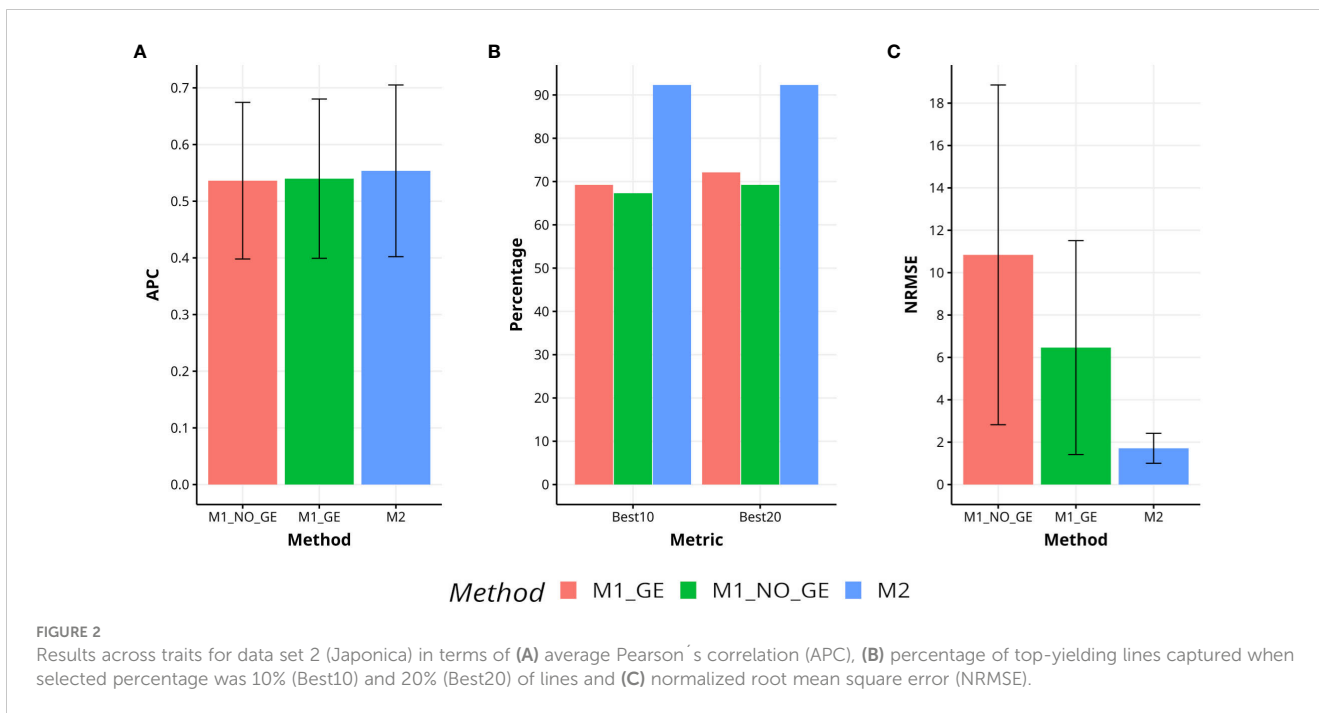 A
B
C
0.7
0.6
0.5
0.4
0.3
0.2
0.1
0.0
APC
M1_NO_GE M1_GE M2
Method
90
80
70
60
50
40
30
20
10
0
Percentage
Best10 Best20
Metric
18
16
14
12
10
8
6
4
2
0
NRMSE
M1_NO_GE M1_GE M2
Method
Method M1_GE M1_NO_GE M2
FIGURE 2
Results across traits for data set 2 (Japonica) in terms of (A) average Pearson´s correlation (APC), (B) percentage of top-yielding lines captured when
selected percentage was 10% (Best10) and 20% (Best20) of lines and (C) normalized root mean square error (NRMSE).